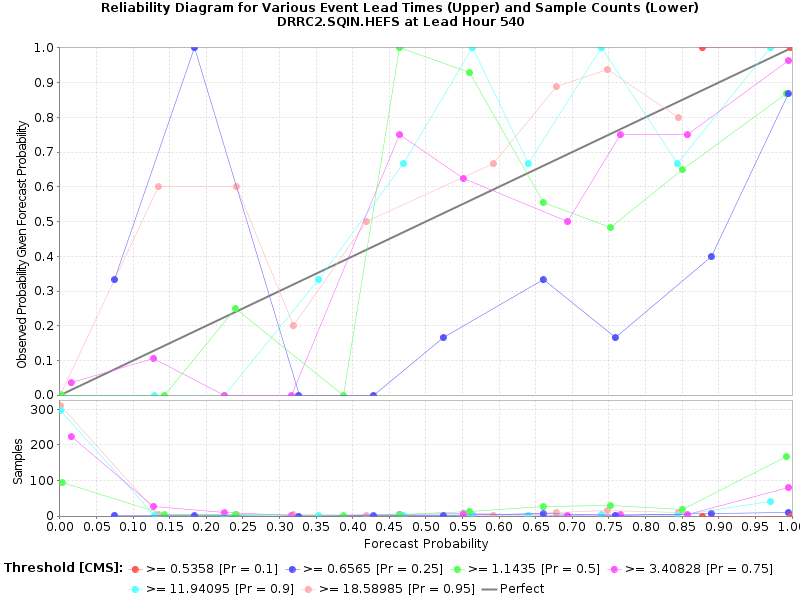 Reliability Diagram for Various Event Lead Times (Upper) and Sample Counts (Lower)
DRRC2.SQIN.HEFS at Lead Hour 540
Observed Probability Given Forecast Probability
1.0
0.9
0.8
0.7
0.6
0.5
0.4
0.3
0.2
0.1
0.0
Samples
300
200
100
0
0.00 0.05 0.10 0.15 0.20 0.25 0.30 0.35 0.40 0.45 0.50 0.55 0.60 0.65 0.70 0.75 0.80 0.85 0.90 0.95 1.0
Forecast Probability
Threshold [CMS]: >= 0.5358 [Pr = 0.1] >= 0.6565 [Pr = 0.25] >= 1.1435 [Pr = 0.5] >= 3.40828 [Pr = 0.75]
>= 11.94095 [Pr = 0.9] >= 18.58985 [Pr = 0.95] Perfect